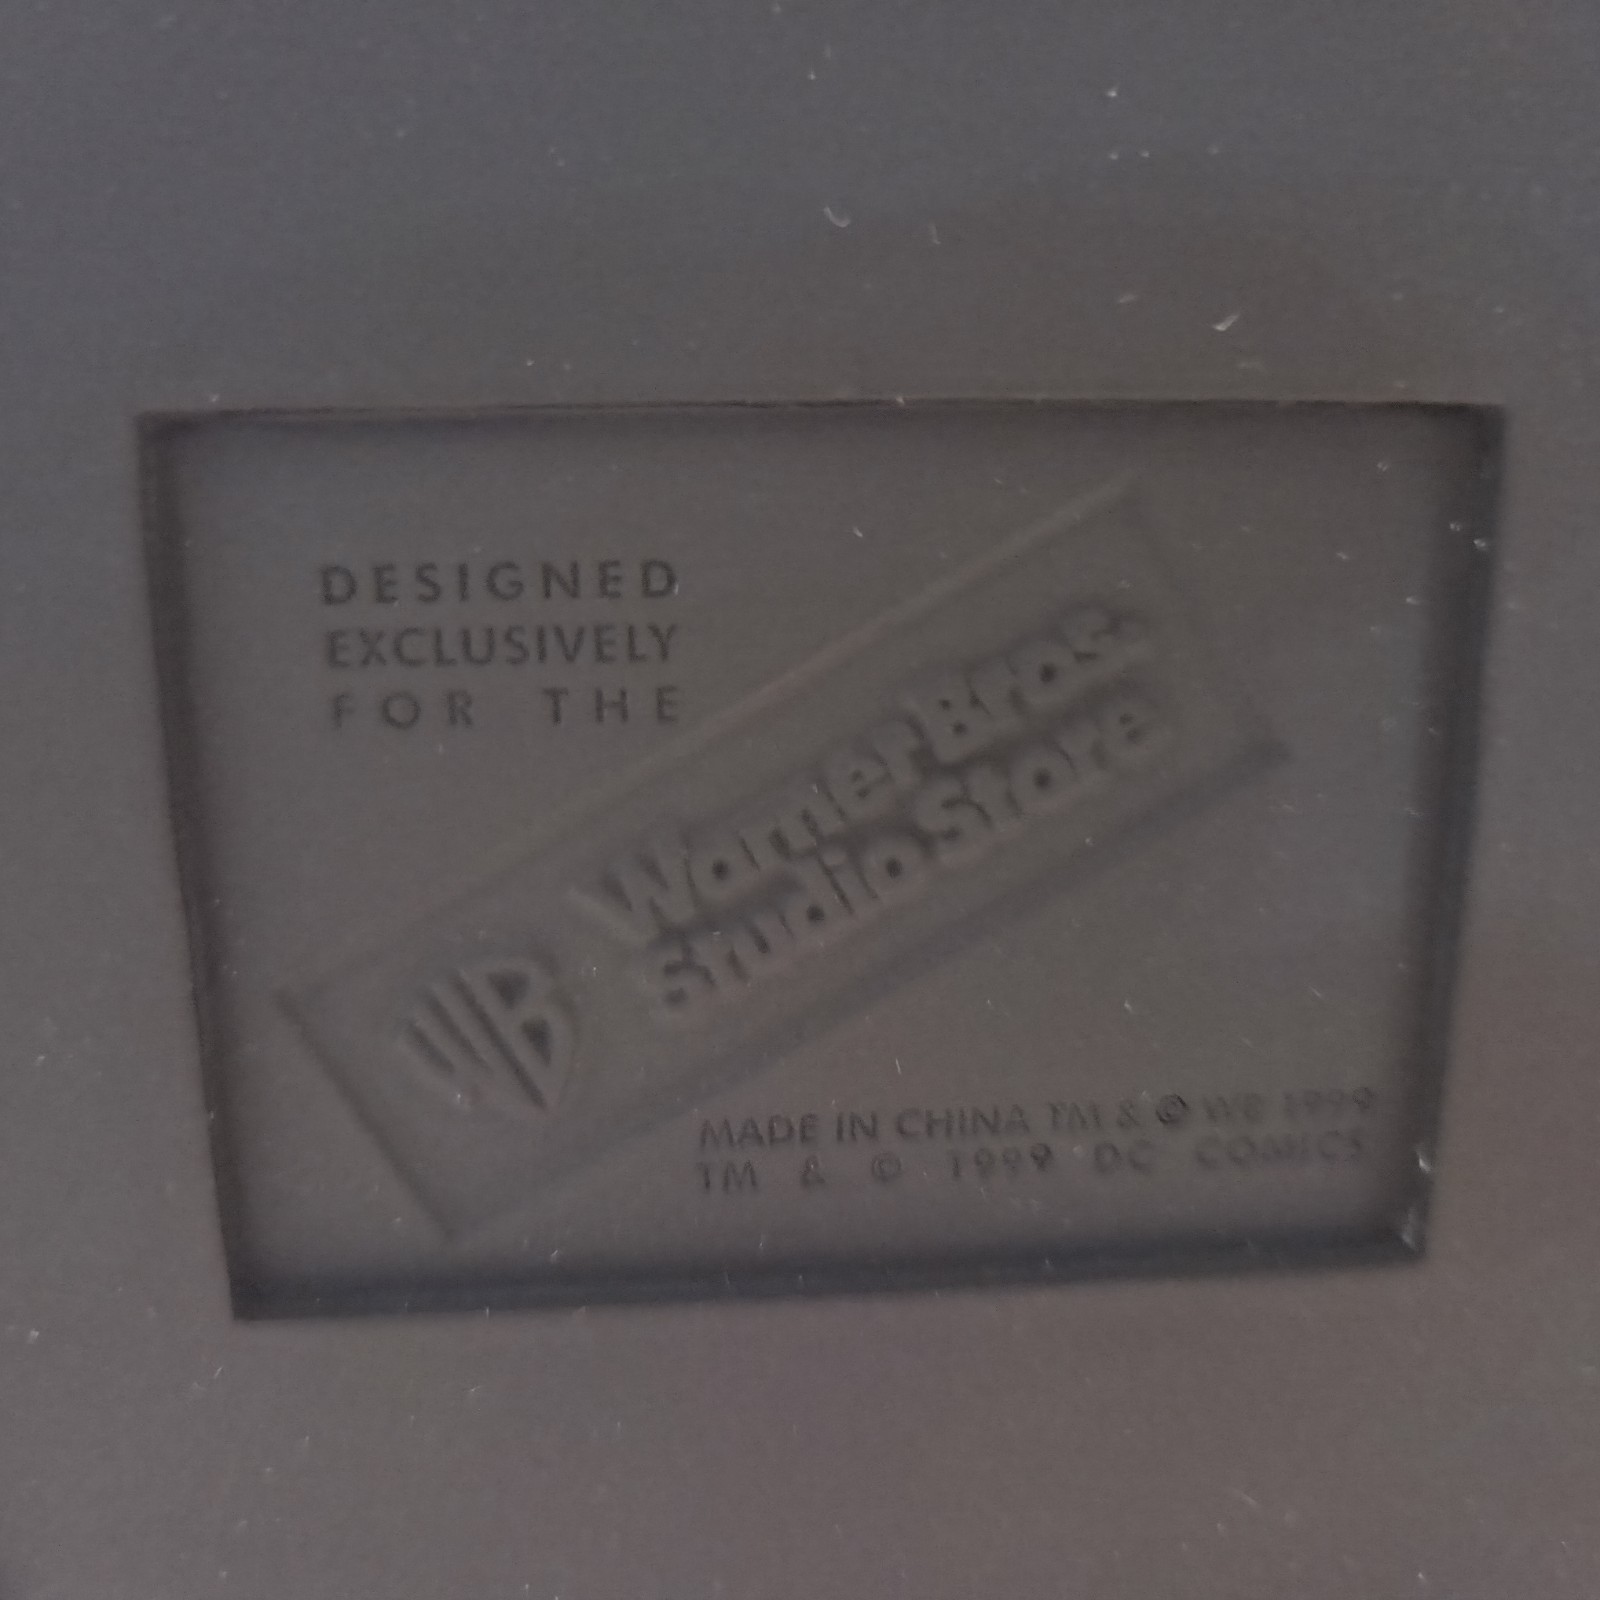 DESIGNED
EXCLUSIVELY
FOR THE
WB
Warner Bros.
Studio Store
MADE IN CHINA TM & © WB 1999
TM & © 1999 DC COMICS